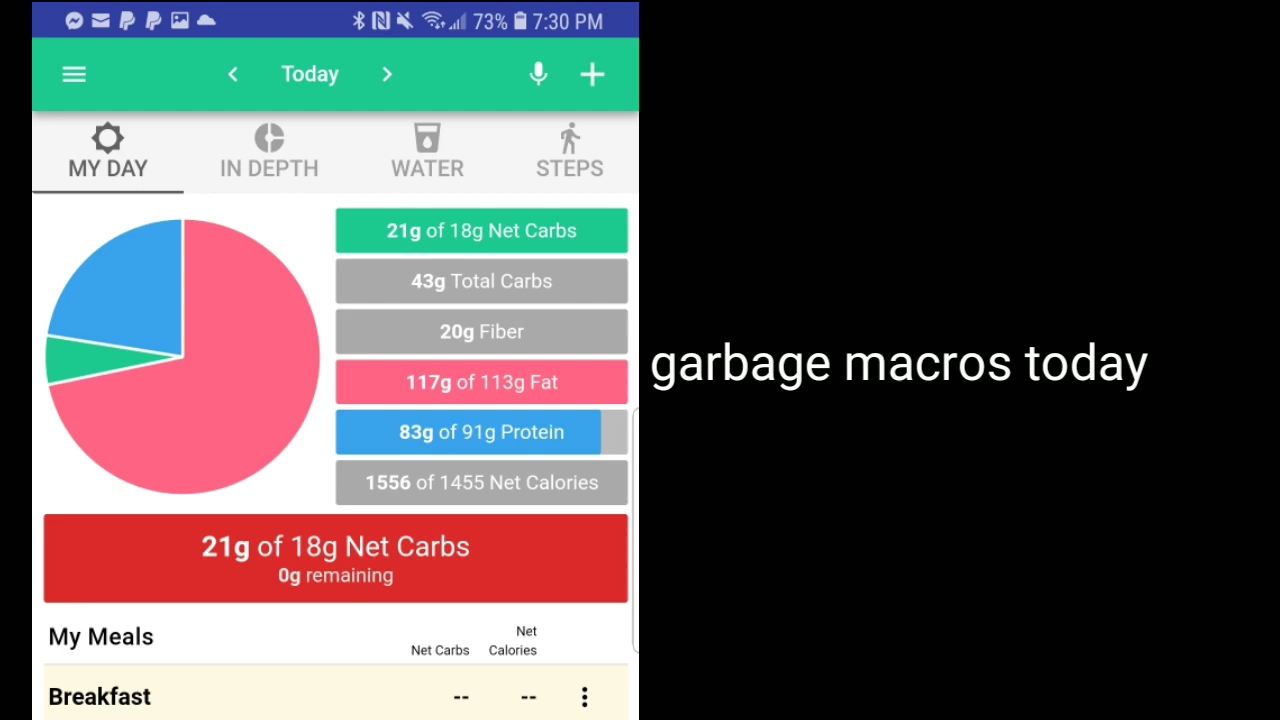 73% 7:30 PM
Today
MY DAY IN DEPTH WATER STEPS
21g of 18g Net Carbs
43g Total Carbs
20g Fiber
117g of 113g Fat
83g of 91g Protein
1556 of 1455 Net Calories
garbage macros today
21g of 18g Net Carbs
0g remaining
My Meals Net Carbs Net Calories
Breakfast -- --